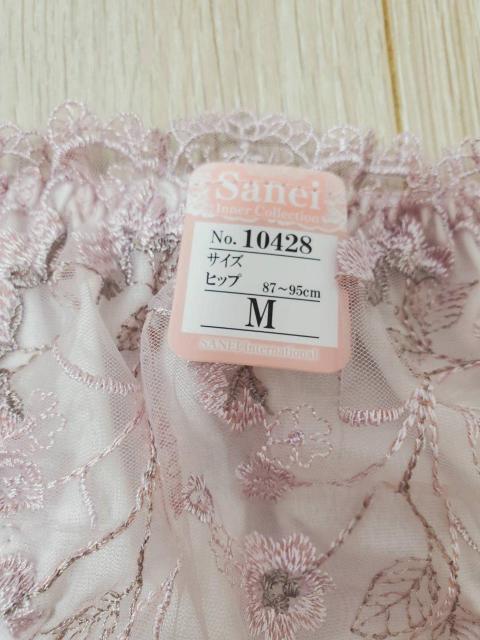 Sanei
Inner Collection
No. 10428
サイズ
ヒップ 87~95cm
M
SANEI International